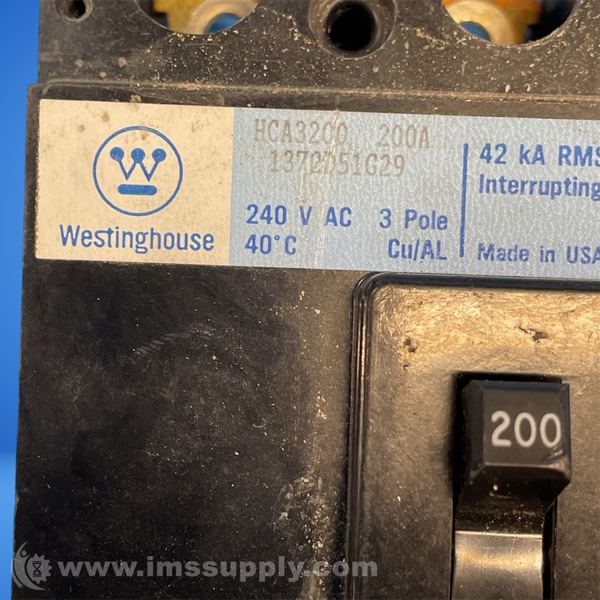 HCA3200 200A
1372D51G29
42 kA RMS
Interrupting
240 V AC 3 Pole
40°C Cu/AL
Made in USA
W
Westinghouse
200
www.imssupply.com